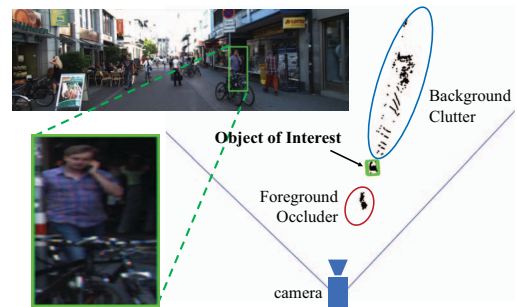 Background
Clutter
Object of Interest
Foreground
Occluder
camera